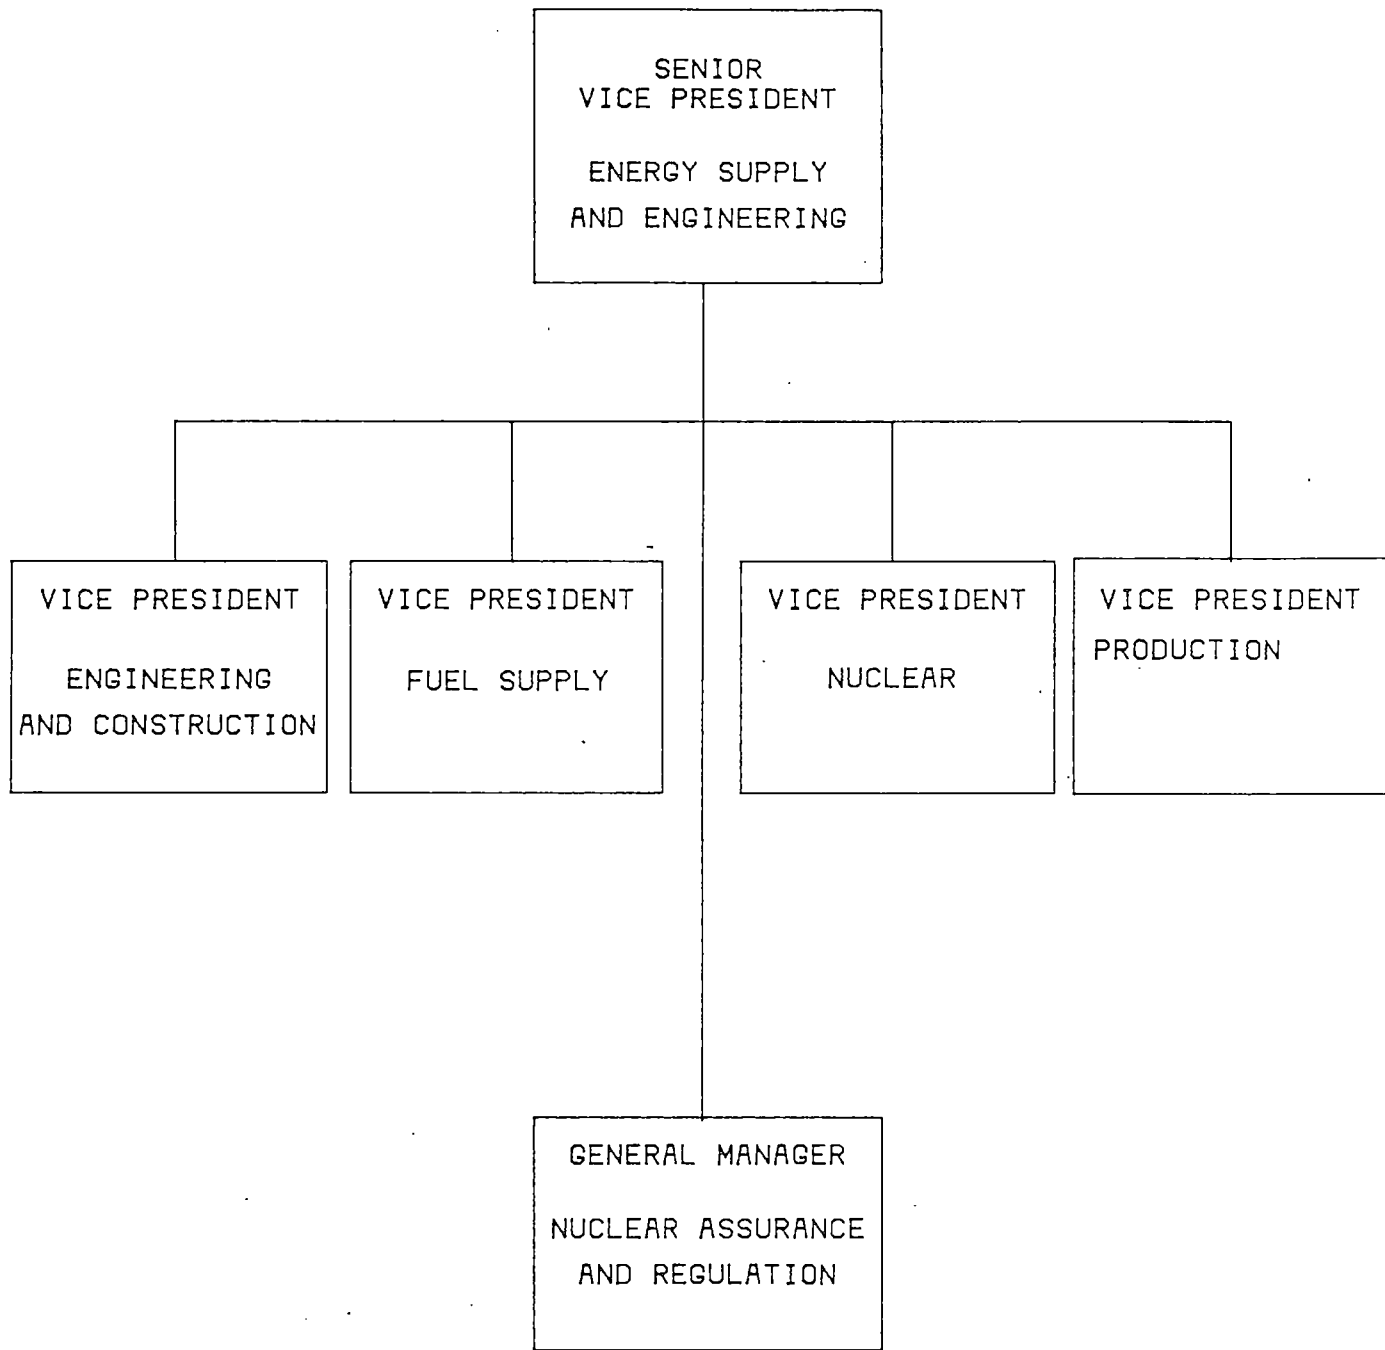 SENIOR
VICE PRESIDENT
ENERGY SUPPLY
AND ENGINEERING
VICE PRESIDENT
ENGINEERING
AND CONSTRUCTION
VICE PRESIDENT
FUEL SUPPLY
VICE PRESIDENT
NUCLEAR
VICE PRESIDENT
PRODUCTION
GENERAL MANAGER
NUCLEAR ASSURANCE
AND REGULATION